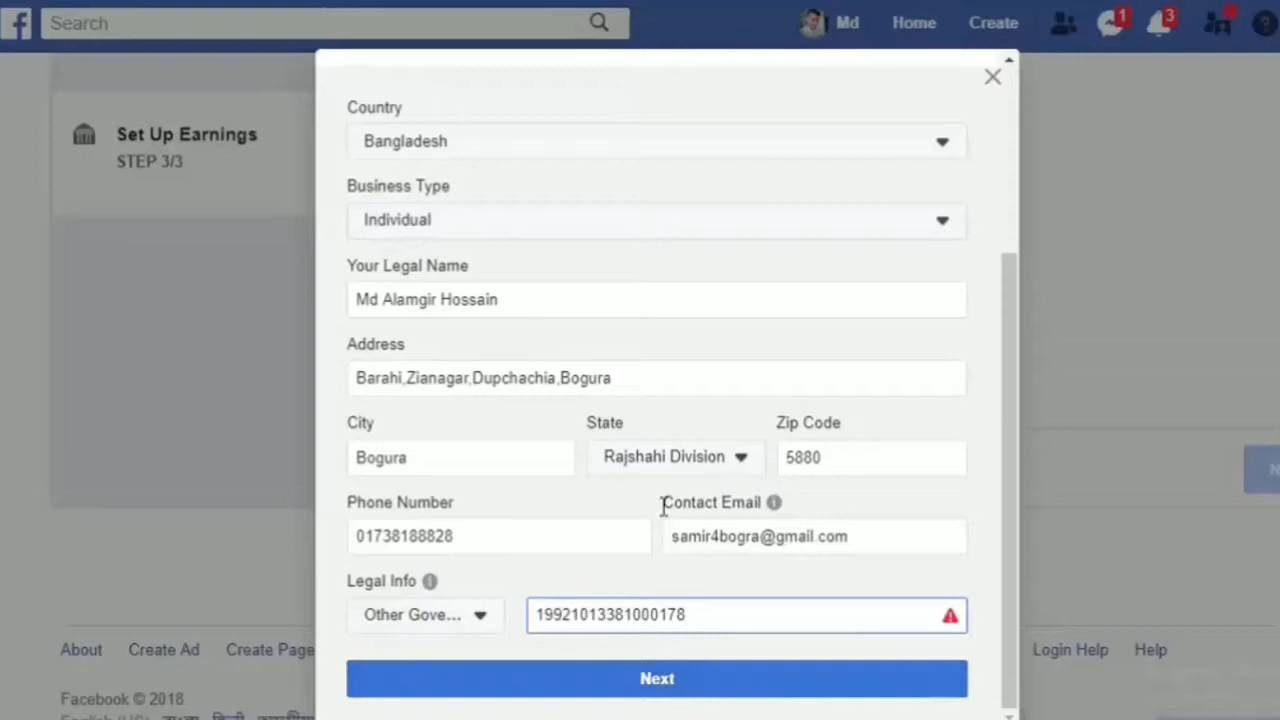 f Search Md Home Create 1 3
Set Up Earnings
STEP 3/3
Country
Bangladesh
Business Type
Individual
Your Legal Name
Md Alamgir Hossain
Address
Barahi,Zianagar,Dupchachia,Bogura
City State Zip Code
Bogura Rajshahi Division 5880
Phone Number Contact Email
01738188828 samir4bogra@gmail.com
Legal Info
Other Gove... 19921013381000178
Next
About Create Ad Create Page Login Help Help
Facebook © 2018
English (US) বাংলা हिन्दी